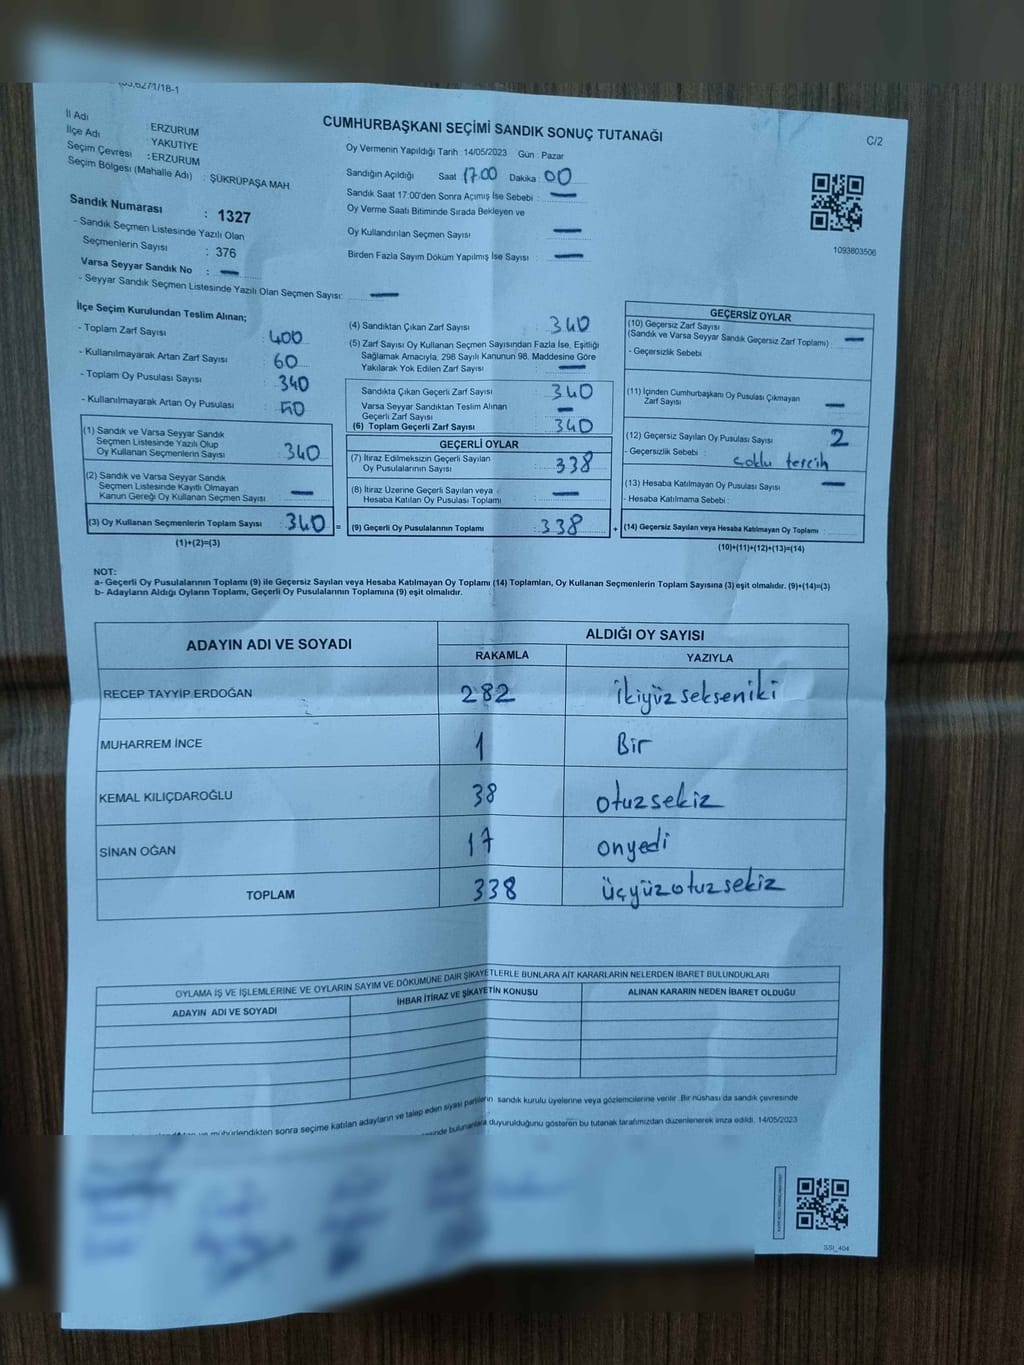 CUMHURBAŞKANI SEÇİMİ SANDIK SONUÇ TUTANAĞI
C/2
İl Adı : ERZURUM
İlçe Adı : YAKUTİYE
Seçim Çevresi : ERZURUM
Seçim Bölgesi (Mahalle Adı) : ŞÜKRÜPAŞA MAH.
Sandık Numarası : 1327
- Sandık Seçmen Listesinde Yazılı Olan
Seçmenlerin Sayısı : 376
Varsa Seyyar Sandık No : —
- Seyyar Sandık Seçmen Listesinde Yazılı Olan Seçmen Sayısı: —
Oy Vermenin Yapıldığı Tarih : 14/05/2023 Gün : Pazar
Sandığın Açıldığı Saat 17.00 Dakika : 00
Sandık Saat 17:00'den Sonra Açımış İse Sebebi : —
Oy Verme Saati Bitiminde Sırada Bekleyen ve
Oy Kullandırılan Seçmen Sayısı —
Birden Fazla Sayım Döküm Yapılmış İse Sayısı : —
1093803506
İlçe Seçim Kurulundan Teslim Alınan;
- Toplam Zarf Sayısı 400
- Kullanılmayarak Artan Zarf Sayısı 60
- Toplam Oy Pusulası Sayısı 340
- Kullanılmayarak Artan Oy Pusulası
(1) Sandık ve Varsa Seyyar Sandık
Seçmen Listesinde Yazılı Olup
Oy Kullanan Seçmenlerin Sayısı : 340
(2) Sandık ve Varsa Seyyar Sandık
Seçmen Listesinde Kayıtlı Olmayan
Kanun Gereği Oy Kullanan Seçmen Sayısı —
(3) Oy Kullanan Seçmenlerin Toplam Sayısı : 340 =
(1)+(2)=(3)
(4) Sandıktan Çıkan Zarf Sayısı : 340
(5) Zarf Sayısı Oy Kullanan Seçmen Sayısından Fazla İse, Eşitliği
Sağlamak Amacıyla, 298 Sayılı Kanunun 98. Maddesine Göre
Yakılarak Yok Edilen Zarf Sayısı : —
Sandıkta Çıkan Geçerli Zarf Sayısı : 340
Varsa Seyyar Sandıktan Teslim Alınan
Geçerli Zarf Sayısı : —
(6) Toplam Geçerli Zarf Sayısı : 340
GEÇERLİ OYLAR
(7) İtiraz Edilmeksizin Geçerli Sayılan
Oy Pusulalarının Sayısı : 338
(8) İtiraz Üzerine Geçerli Sayılan veya
Hesaba Katılan Oy Pusulası Toplamı : —
(9) Geçerli Oy Pusulalarının Toplamı : 338 +
GEÇERSİZ OYLAR
(10) Geçersiz Zarf Sayısı
(Sandık ve Varsa Seyyar Sandık Geçersiz Zarf Toplamı) : —
- Geçersizlik Sebebi :
(11) İçinden Cumhurbaşkanı Oy Pusulası Çıkmayan
Zarf Sayısı : —
(12) Geçersiz Sayılan Oy Pusulası Sayısı : 2
- Geçersizlik Sebebi : çoklu tercih
(13) Hesaba Katılmayan Oy Pusulası Sayısı : —
- Hesaba Katılmama Sebebi :
(14) Geçersiz Sayılan veya Hesaba Katılmayan Oy Toplamı :
(10)+(11)+(12)+(13)=(14)
NOT:
a- Geçerli Oy Pusulalarının Toplamı (9) ile Geçersiz Sayılan veya Hesaba Katılmayan Oy Toplamı (14) Toplamları, Oy Kullanan Seçmenlerin Toplam Sayısına (3) eşit olmalıdır. (9)+(14)=(3)
b- Adayların Aldığı Oyların Toplamı, Geçerli Oy Pusulalarının Toplamına (9) eşit olmalıdır.
ADAYIN ADI VE SOYADI
ALDIĞI OY SAYISI
RAKAMLA YAZIYLA
RECEP TAYYİP ERDOĞAN 282 ikiyüz sekseniki
MUHARREM İNCE 1 Bir
KEMAL KILIÇDAROĞLU 38 otuzsekiz
SİNAN OĞAN 17 onyedi
TOPLAM 338 üçyüzotuzsekiz
OYLAMA İŞ VE İŞLEMLERİNE VE OYLARIN SAYIM VE DÖKÜMÜNE DAİR ŞİKAYETLERLE BUNLARA AİT KARARLARIN NELERDEN İBARET BULUNDUKLARI
ADAYIN ADI VE SOYADI İHBAR İTİRAZ VE ŞİKAYETİN KONUSU ALINAN KARARIN NEDEN İBARET OLDUĞU
mühürlendikten sonra seçime katılan adayların ve talep eden siyasi partilerin sandık kurulu üyelerine veya gözlemcilerine verilir. Bir nüshası da sandık çevresinde
bulunanlara duyurulduğunu gösteren bu tutanak tarafımızdan düzenlenerek imza edildi. 14/05/2023
SSI_404